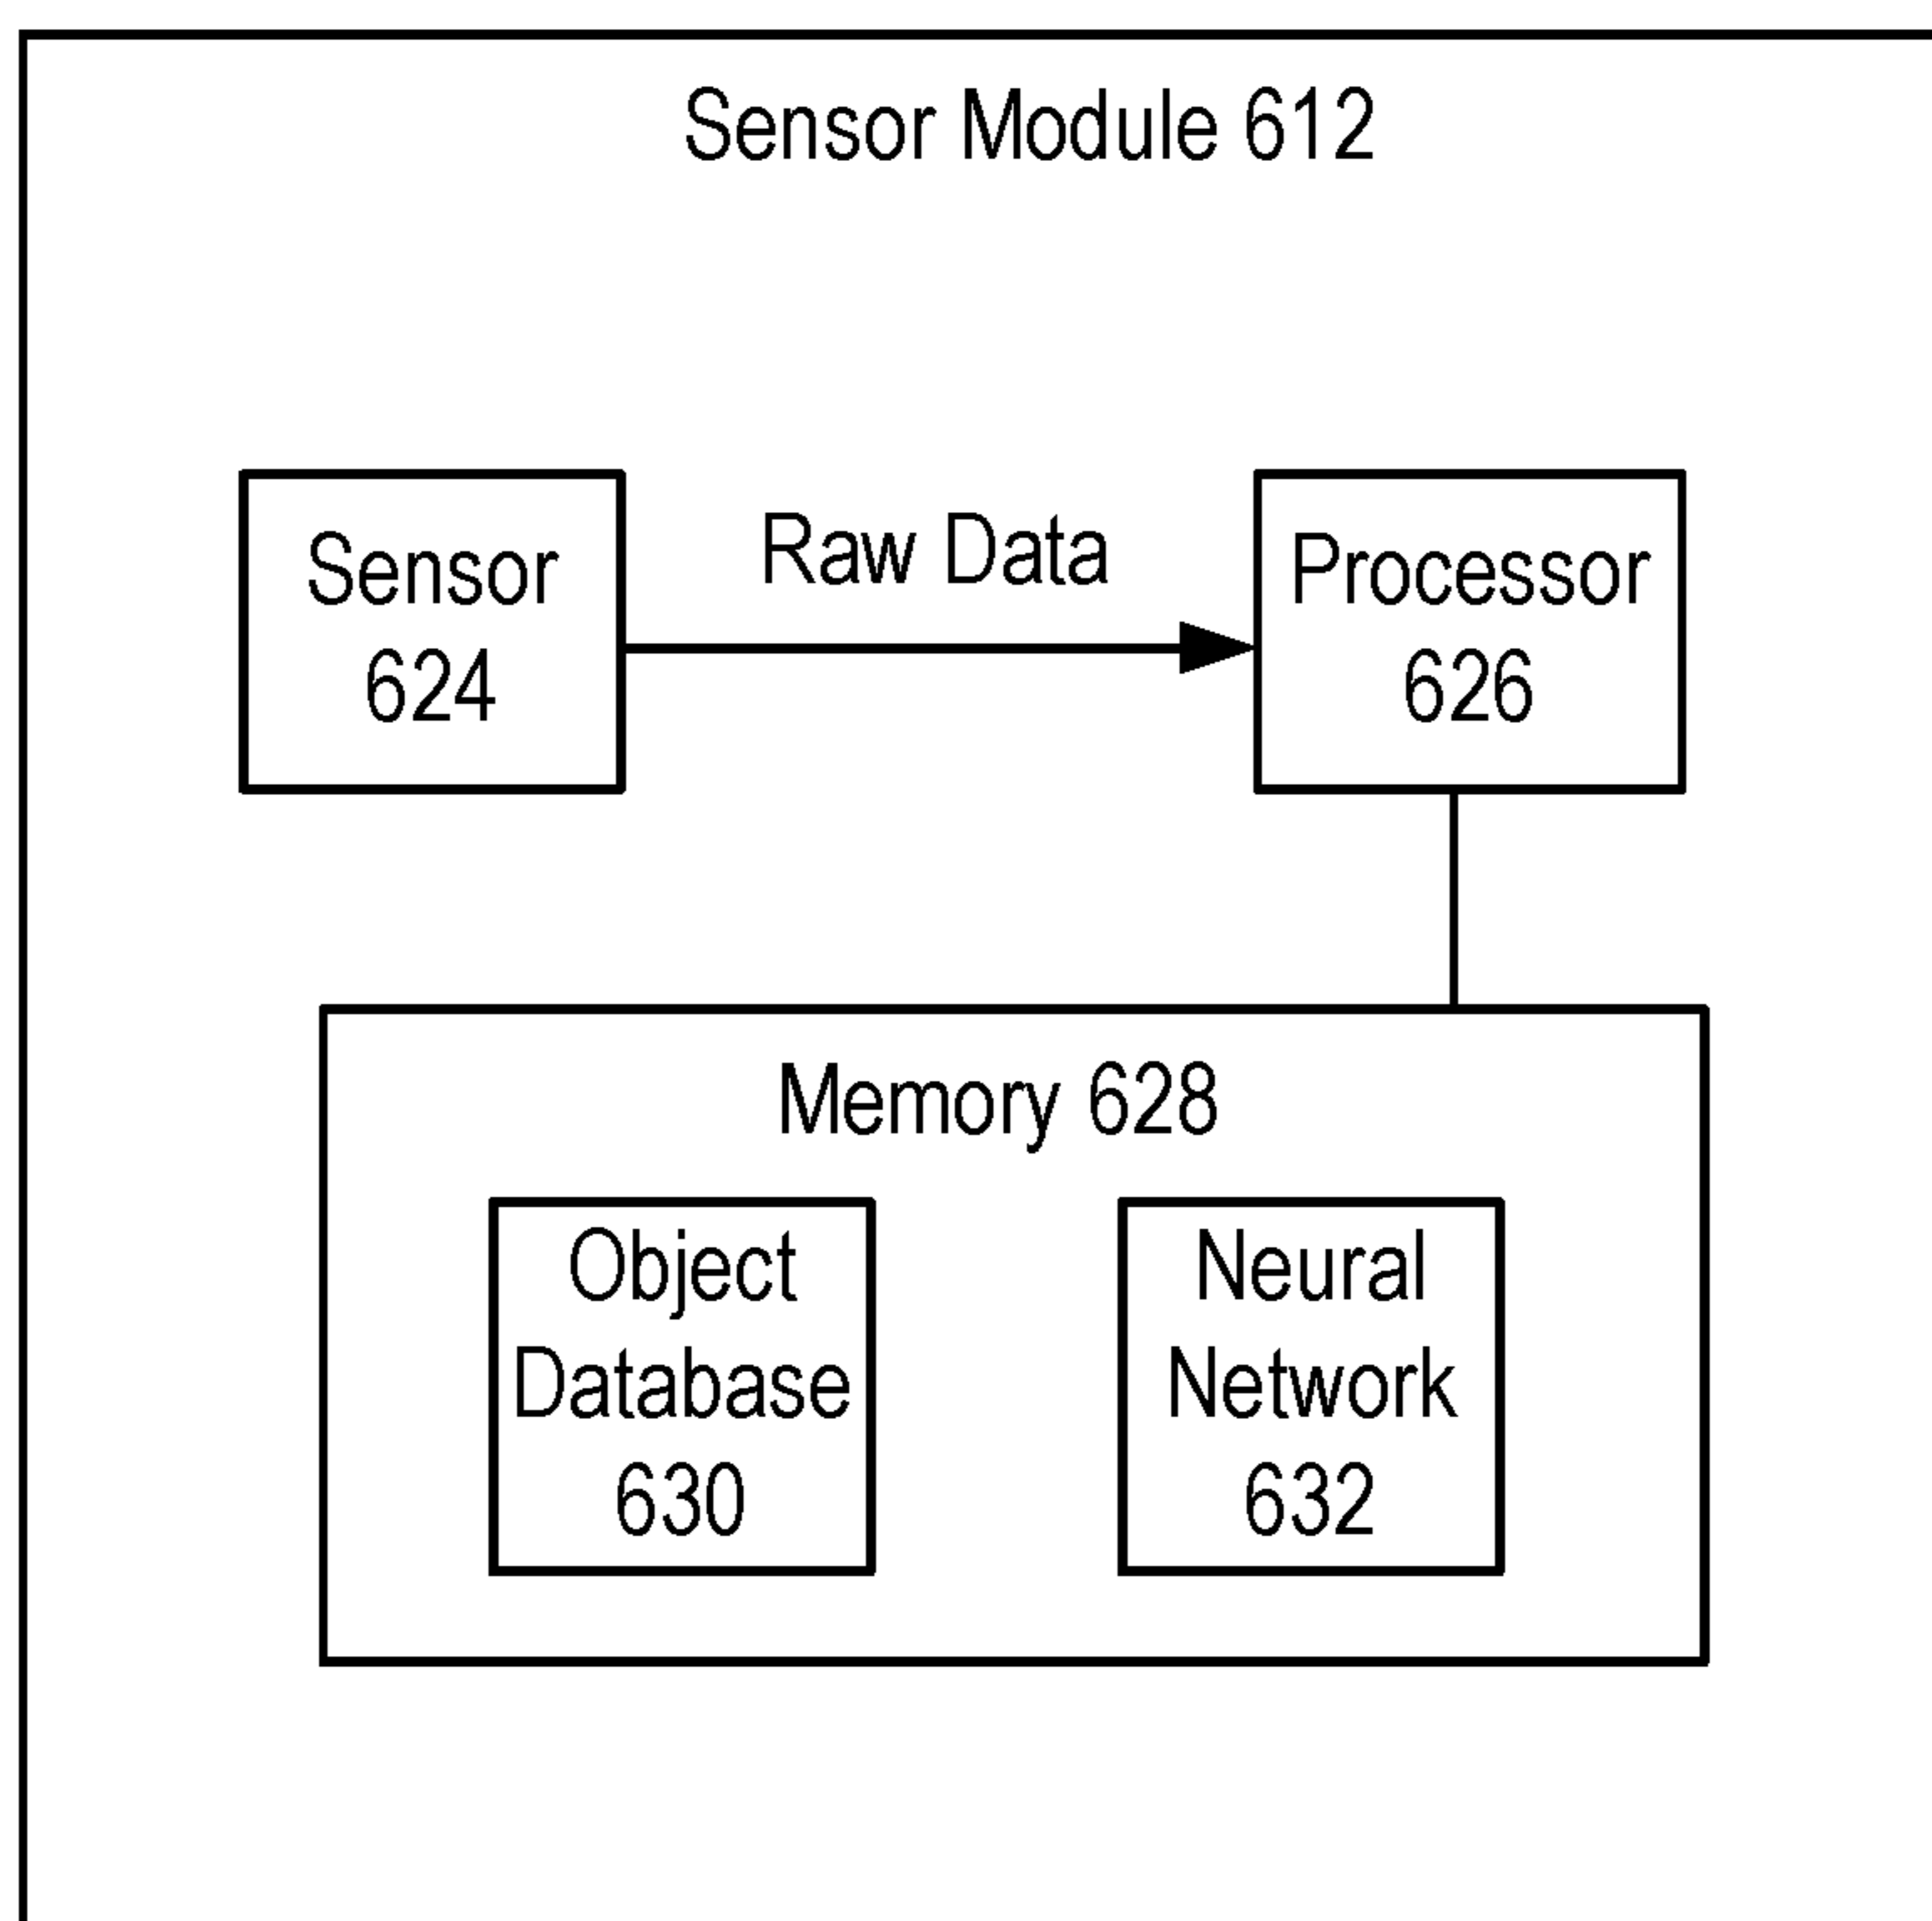 Sensor Module 612
Sensor
624
Raw Data
Processor
626
Memory 628
Object
Database
630
Neural
Network
632